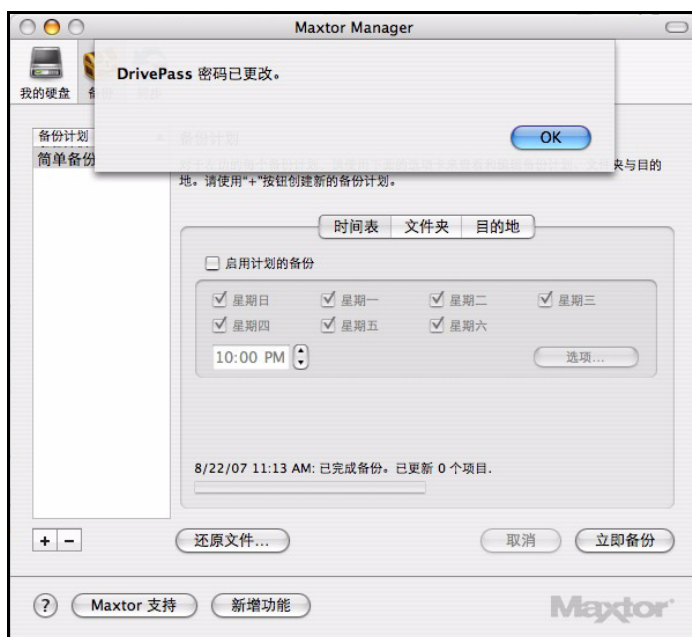 Maxtor Manager
DrivePass 密码已更改。
OK
我的硬盘
备份计划
简单备份
夹与目的
地。请使用“+”按钮创建新的备份计划。
时间表 文件夹 目的地
启用计划的备份
星期日 星期一 星期二 星期三
星期四 星期五 星期六
10:00 PM 选项...
8/22/07 11:13 AM: 已完成备份。已更新 0 个项目.
+ −
还原文件... 取消 立即备份
? Maxtor 支持 新增功能
Maxtor